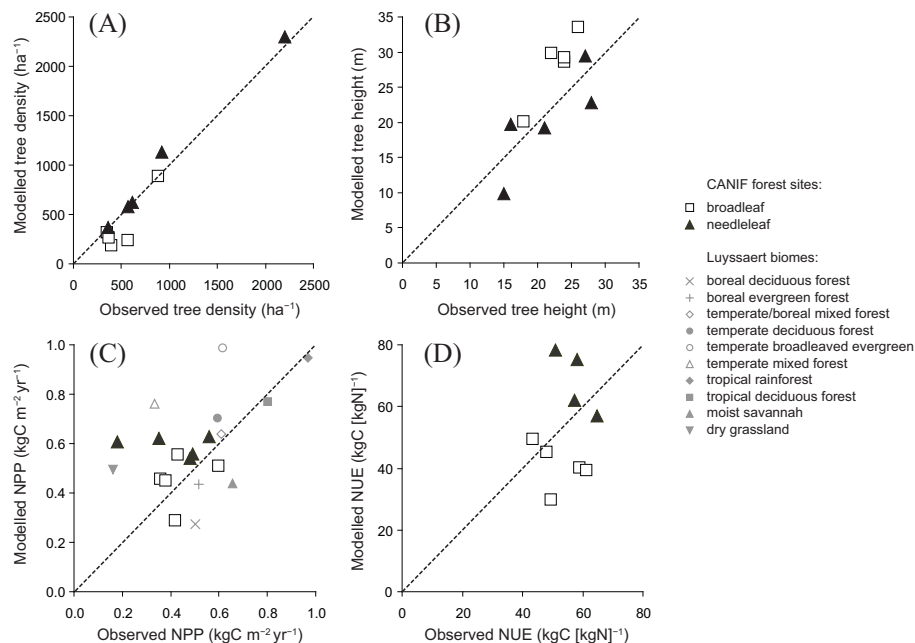 (A)
Modelled tree density (ha⁻¹)
2500
2000
1500
1000
500
0
0 500 1000 1500 2000 2500
Observed tree density (ha⁻¹)
(B)
Modelled tree height (m)
35
30
25
20
15
10
5
0
0 5 10 15 20 25 30 35
Observed tree height (m)
CANIF forest sites:
broadleaf
needleleaf
Luyssaert biomes:
boreal deciduous forest
boreal evergreen forest
temperate/boreal mixed forest
temperate deciduous forest
temperate broadleaved evergreen
temperate mixed forest
tropical rainforest
tropical deciduous forest
moist savannah
dry grassland
(C)
Modelled NPP (kgC m⁻² yr⁻¹)
1.0
0.8
0.6
0.4
0.2
0.0
0.0 0.2 0.4 0.6 0.8 1.0
Observed NPP (kgC m⁻² yr⁻¹)
(D)
Modelled NUE (kgC [kgN]⁻¹)
80
60
40
20
0
0 20 40 60 80
Observed NUE (kgC [kgN]⁻¹)